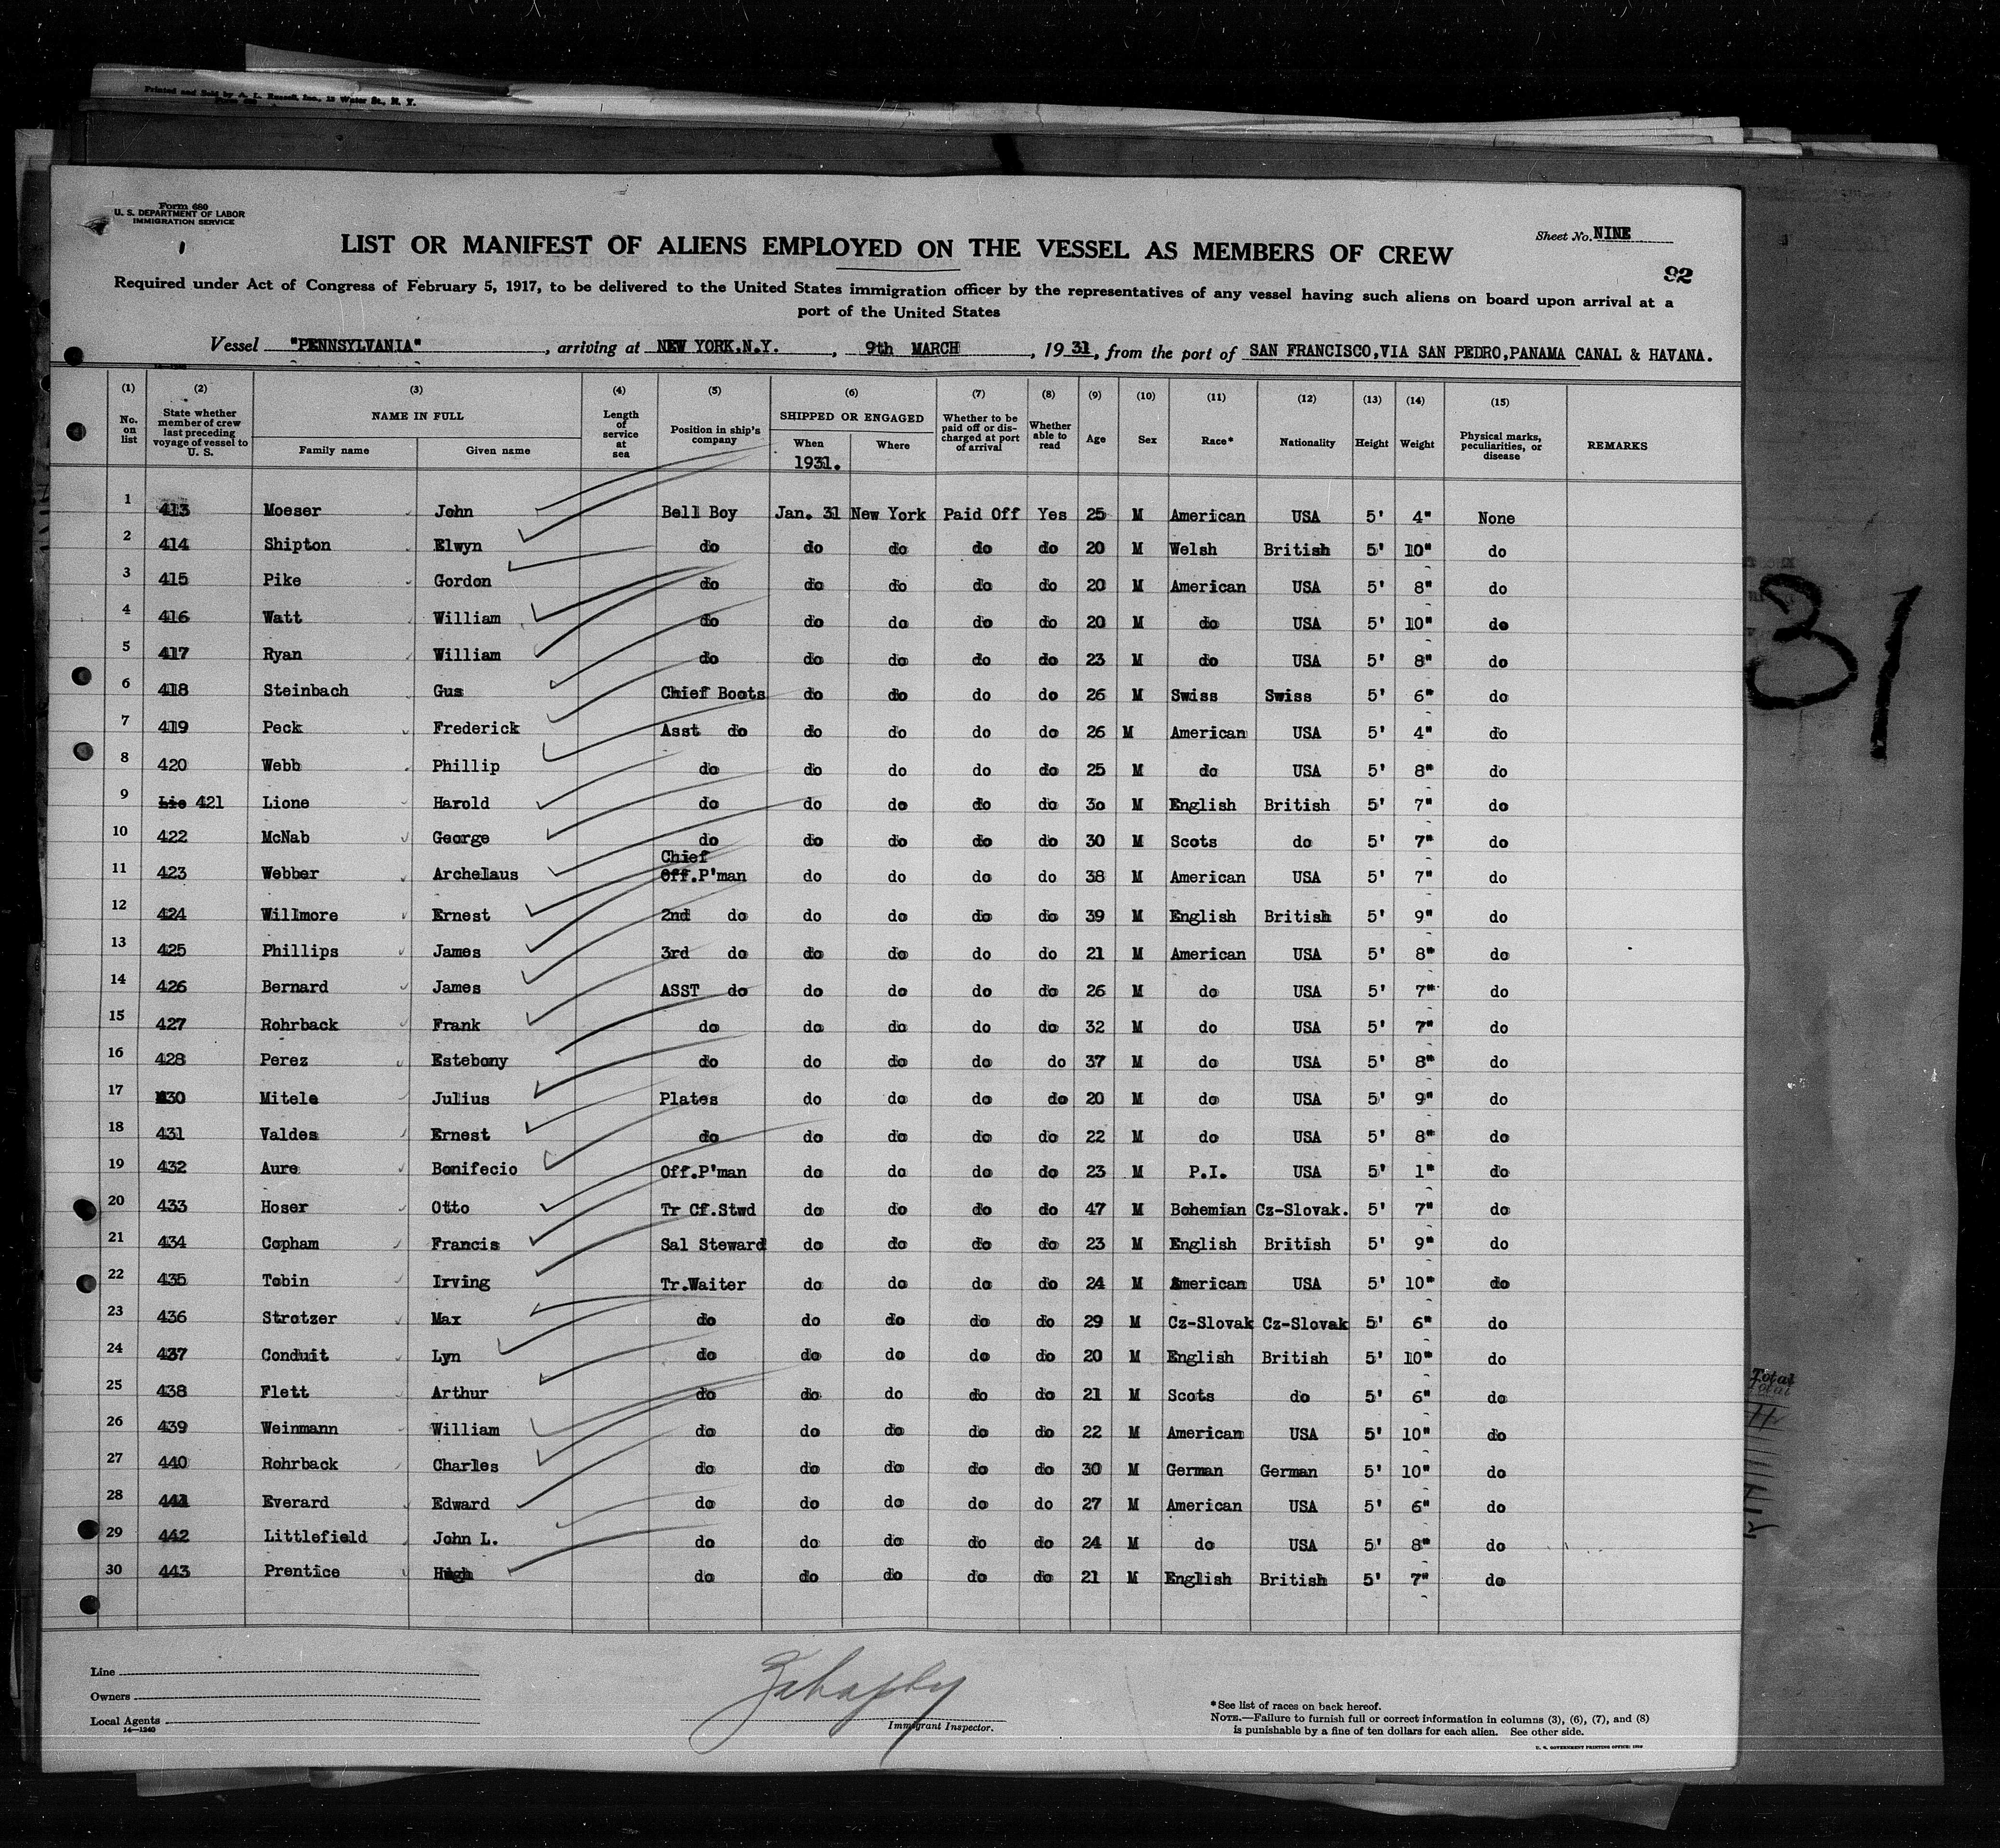 Printed and Sold by A. L. Russell, Inc., 12 Water St., N. Y.
Form 680
U. S. DEPARTMENT OF LABOR
IMMIGRATION SERVICE
Sheet No. NINE
LIST OR MANIFEST OF ALIENS EMPLOYED ON THE VESSEL AS MEMBERS OF CREW
92
Required under Act of Congress of February 5, 1917, to be delivered to the United States immigration officer by the representatives of any vessel having such aliens on board upon arrival at a
port of the United States
Vessel "PENNSYLVANIA", arriving at NEW YORK.N.Y., 9th MARCH, 1931, from the port of SAN FRANCISCO,VIA SAN PEDRO,PANAMA CANAL & HAVANA.
(1) (2) (3) (4) (5) (6) (7) (8) (9) (10) (11) (12) (13) (14) (15)
No. on list State whether member of crew last preceding voyage of vessel to U. S. NAME IN FULL Family name Given name Length of service at sea Position in ship's company SHIPPED OR ENGAGED When Where Whether to be paid off or discharged at port of arrival Whether able to read Age Sex Race* Nationality Height Weight Physical marks, peculiarities, or disease REMARKS
1931.
1 413 Moeser John Bell Boy Jan. 31 New York Paid Off Yes 25 M American USA 5' 4" None
2 414 Shipton Elwyn do do do do do 20 M Welsh British 5' 10" do
3 415 Pike Gordon do do do do do 20 M American USA 5' 8" do
4 416 Watt William do do do do do 20 M do USA 5' 10" do
5 417 Ryan William do do do do do 23 M do USA 5' 8" do
6 418 Steinbach Gus Chief Boots do do do do 26 M Swiss Swiss 5' 6" do
7 419 Peck Frederick Asst do do do do do 26 M American USA 5' 4" do
8 420 Webb Phillip do do do do do 25 M do USA 5' 8" do
9 Lie 421 Lione Harold do do do do do 3o M English British 5' 7" do
10 422 McNab George do do do do do 30 M Scots do 5' 7" do
11 423 Webber Archelaus Chief Off.P'man do do do do 38 M American USA 5' 7" do
12 424 Willmore Ernest 2nd do do do do do 39 M English British 5' 9" do
13 425 Phillips James 3rd do do do do do 21 M American USA 5' 8" do
14 426 Bernard James ASST do do do do do 26 M do USA 5' 7" do
15 427 Rohrback Frank do do do do do 32 M do USA 5' 7" do
16 428 Perez Estebony do do do do do 37 M do USA 5' 8" do
17 430 Mitele Julius Plates do do do do 20 M do USA 5' 9" do
18 431 Valdes Ernest do do do do do 22 M do USA 5' 8" do
19 432 Aure Bonifecio Off.P'man do do do do 23 M P.I. USA 5' 1" do
20 433 Hoser Otto Tr Cf.Stwd do do do do 47 M Bohemian Cz-Slovak. 5' 7" do
21 434 Copham Francis Sal Steward do do do do 23 M English British 5' 9" do
22 435 Tobin Irving Tr.Waiter do do do do 24 M American USA 5' 10" do
23 436 Strotzer Max do do do do do 29 M Cz-Slovak Cz-Slovak 5' 6" do
24 437 Conduit Lyn do do do do do 20 M English British 5' 10" do
25 438 Flett Arthur do do do do do 21 M Scots do 5' 6" do
26 439 Weinmann William do do do do do 22 M American USA 5' 10" do
27 440 Rohrback Charles do do do do do 30 M German German 5' 10" do
28 441 Everard Edward do do do do do 27 M American USA 5' 6" do
29 442 Littlefield John L. do do do do do 24 M do USA 5' 8" do
30 443 Prentice Hugh do do do do do 21 M English British 5' 7" do
31
Total
Total
Line
Owners
Local Agents
14—1240
Immigrant Inspector.
*See list of races on back hereof.
NOTE.—Failure to furnish full or correct information in columns (3), (6), (7), and (8)
is punishable by a fine of ten dollars for each alien. See other side.
U. S. GOVERNMENT PRINTING OFFICE: